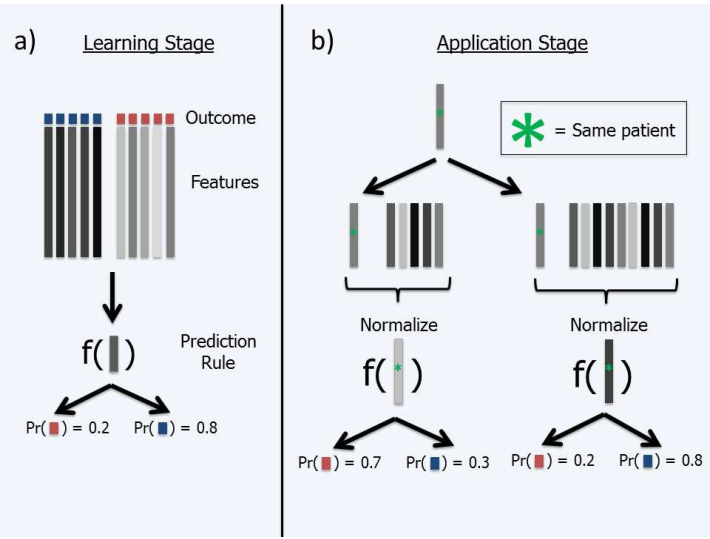 a) Learning Stage
Outcome
Features
Prediction
Rule
f( )
Pr( ) = 0.2 Pr( ) = 0.8
b) Application Stage
* = Same patient
Normalize Normalize
f( * ) f( * )
Pr( ) = 0.7 Pr( ) = 0.3 Pr( ) = 0.2 Pr( ) = 0.8